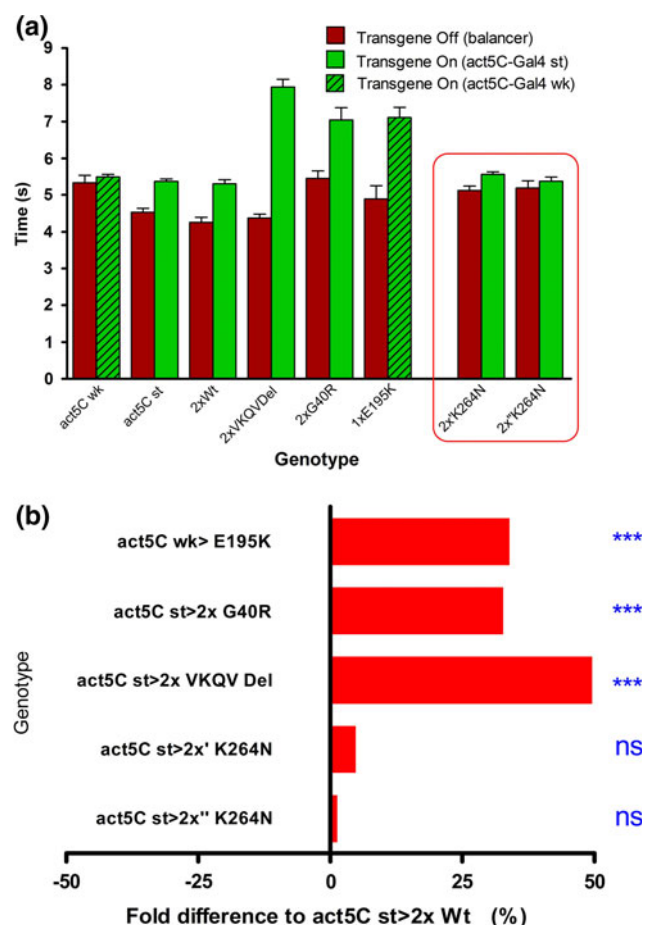 (a)
Transgene Off (balancer)
Transgene On (act5C-Gal4 st)
Transgene On (act5C-Gal4 wk)
Time (s)
9
8
7
6
5
4
3
2
1
0
act5C wk
act5C st
2xWt
2xVKQVDel
2xG40R
1xE195K
2x'K264N
2x"K264N
Genotype
(b)
Genotype
act5C wk> E195K
***
act5C st>2x G40R
***
act5C st>2x VKQV Del
***
act5C st>2x' K264N
ns
act5C st>2x" K264N
ns
-50
-25
0
25
50
Fold difference to act5C st>2x Wt (%)